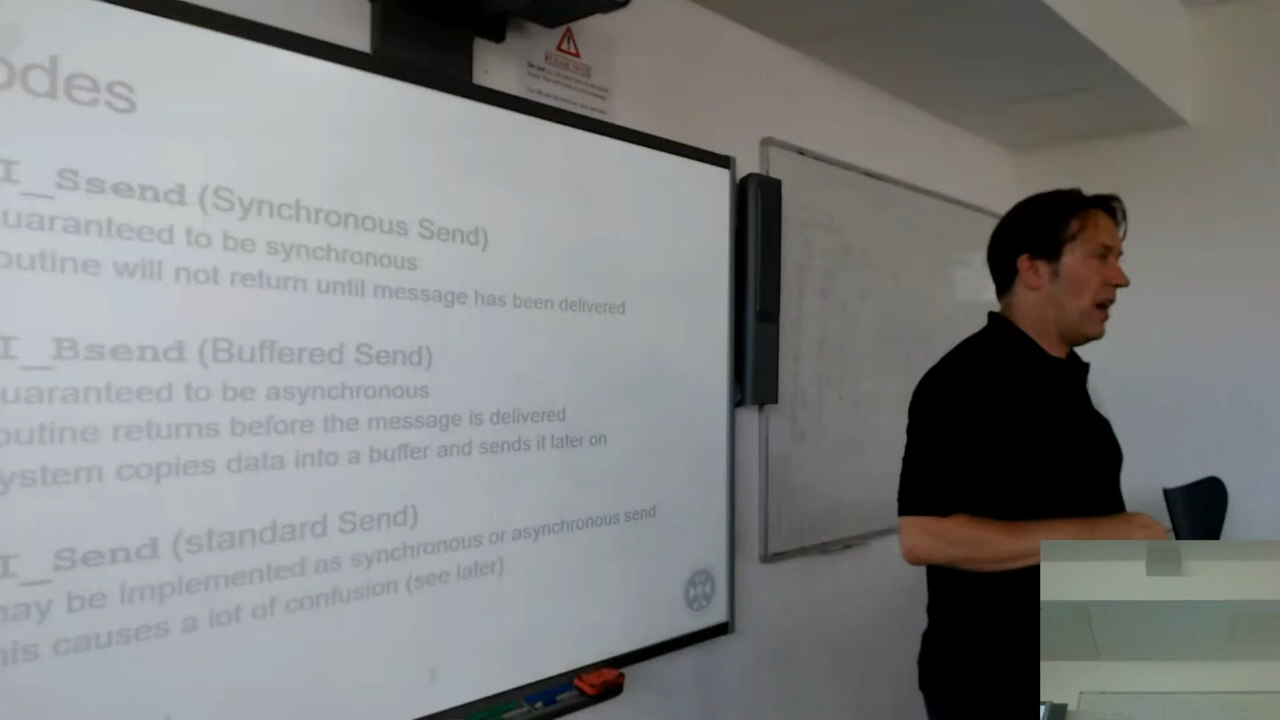 odes
I_Ssend (Synchronous Send)
uaranteed to be synchronous
outine will not return until message has been delivered
I_Bsend (Buffered Send)
uaranteed to be asynchronous
outine returns before the message is delivered
ystem copies data into a buffer and sends it later on
I_Send (standard Send)
nay be implemented as synchronous or asynchronous send
his causes a lot of confusion (see later)